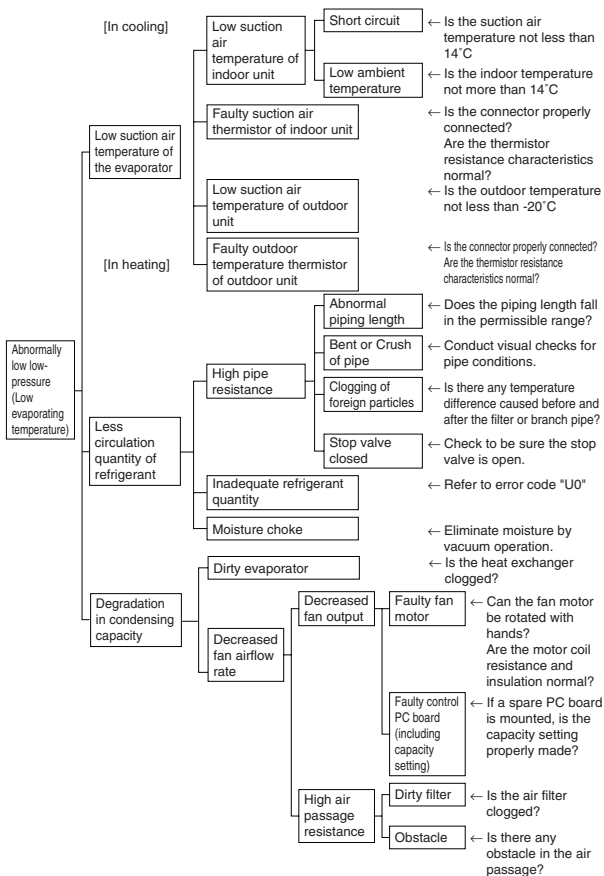 [In cooling]
Low suction
air
temperature of
indoor unit
Short circuit
← Is the suction air
temperature not less than
14˚C
Low ambient
temperature
← Is the indoor temperature
not more than 14˚C
Faulty suction air
thermistor of indoor unit
← Is the connector properly
connected?
Are the thermistor
resistance characteristics
normal?
Low suction air
temperature of
the evaporator
Low suction air
temperature of outdoor
unit
← Is the outdoor temperature
not less than -20˚C
[In heating]
Faulty outdoor
temperature thermistor
of outdoor unit
← Is the connector properly connected?
Are the thermistor resistance
characteristics normal?
Abnormally
low low-
pressure
(Low
evaporating
temperature)
Less
circulation
quantity of
refrigerant
High pipe
resistance
Abnormal
piping length
← Does the piping length fall
in the permissible range?
Bent or Crush
of pipe
← Conduct visual checks for
pipe conditions.
Clogging of
foreign particles
← Is there any temperature
difference caused before and
after the filter or branch pipe?
Stop valve
closed
← Check to be sure the stop
valve is open.
Inadequate refrigerant
quantity
← Refer to error code "U0"
Moisture choke
← Eliminate moisture by
vacuum operation.
Dirty evaporator
← Is the heat exchanger
clogged?
Degradation
in condensing
capacity
Decreased
fan airflow
rate
Decreased
fan output
Faulty fan
motor
← Can the fan motor
be rotated with
hands?
Are the motor coil
resistance and
insulation normal?
Faulty control
PC board
(including
capacity
setting)
← If a spare PC board
is mounted, is the
capacity setting
properly made?
High air
passage
resistance
Dirty filter
← Is the air filter
clogged?
Obstacle
← Is there any
obstacle in the air
passage?